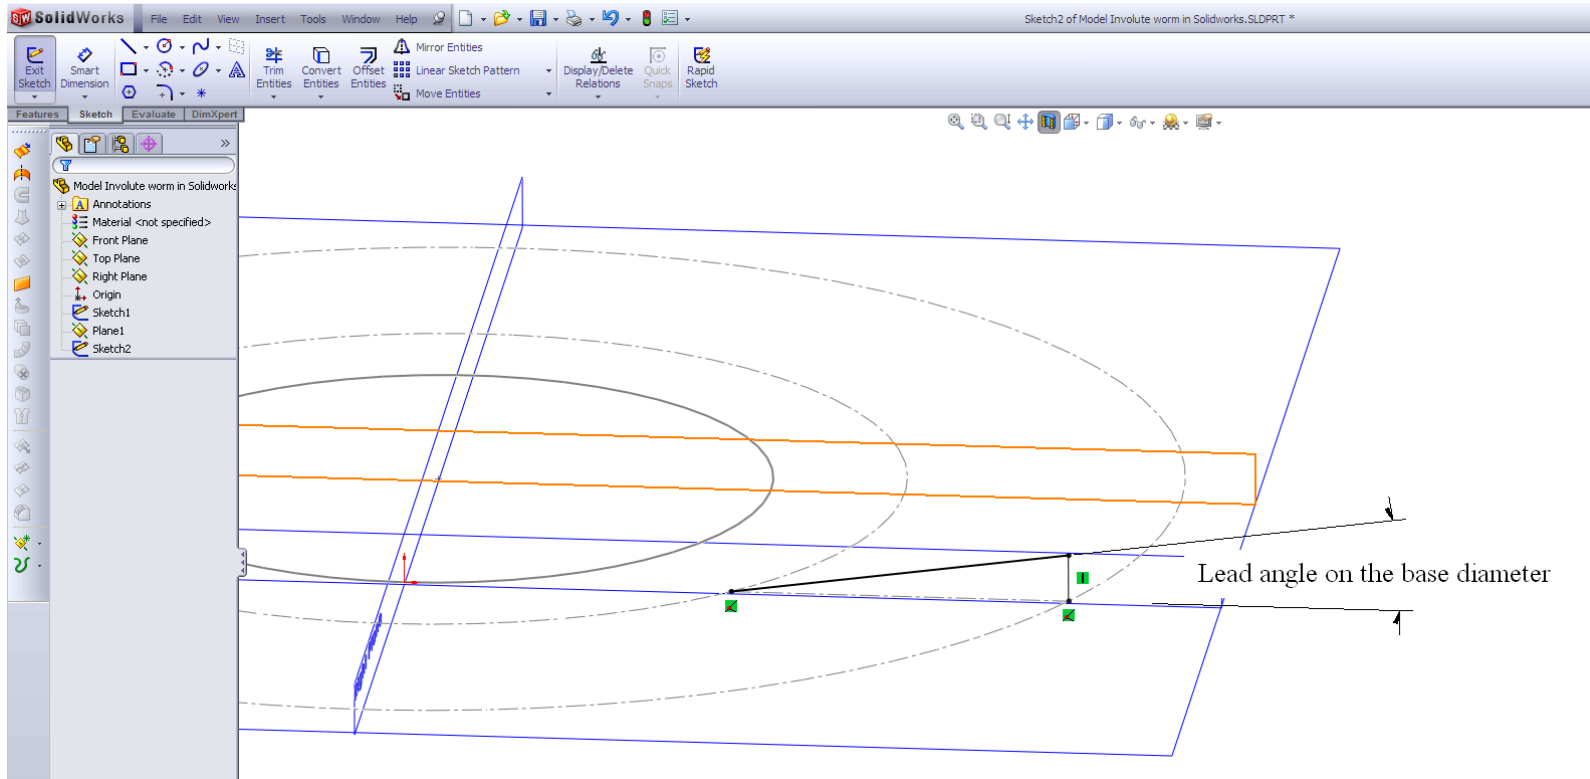 SolidWorks File Edit View Insert Tools Window Help Sketch2 of Model Involute worm in Solidworks.SLDPRT *
Exit Sketch
Smart Dimension
Trim Entities
Convert Entities
Offset Entities
Mirror Entities
Linear Sketch Pattern
Move Entities
Display/Delete Relations
Quick Snaps
Rapid Sketch
Features Sketch Evaluate DimXpert
Model Involute worm in Solidworks
Annotations
Material <not specified>
Front Plane
Top Plane
Right Plane
Origin
Sketch1
Plane1
Sketch2
Lead angle on the base diameter